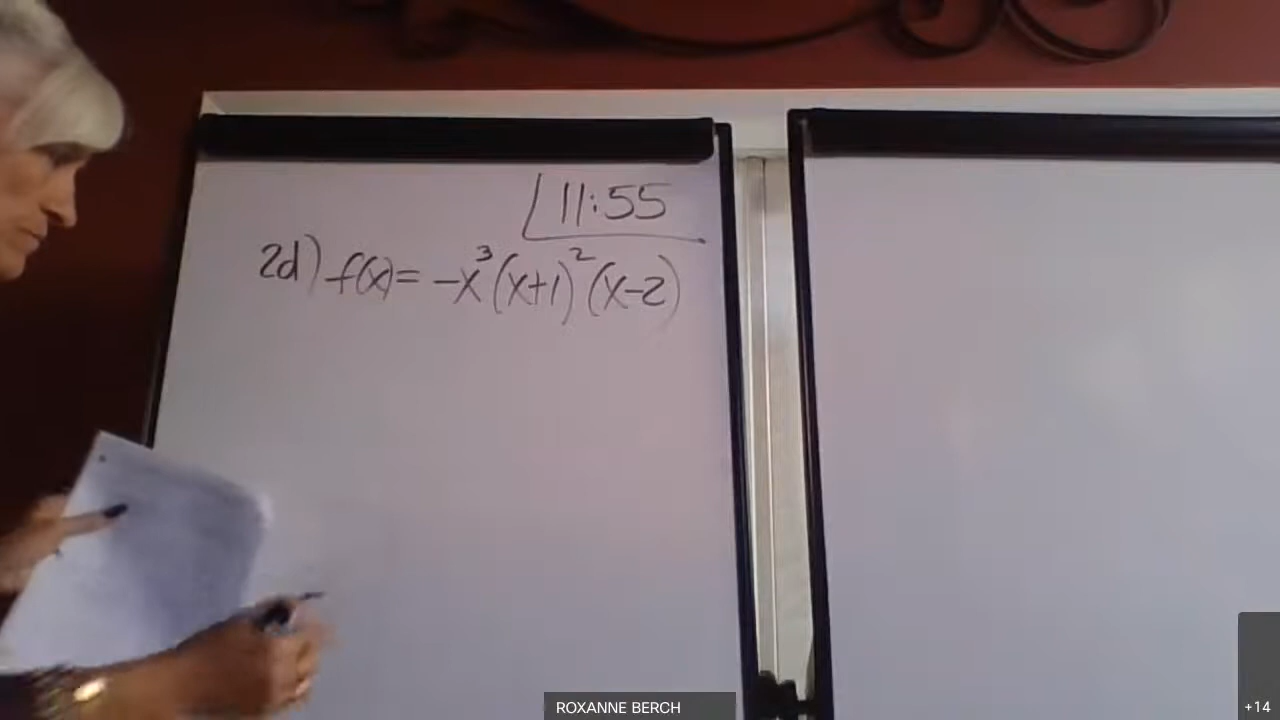 11:55
2d) f(x) = -x³(x+1)²(x-2)
ROXANNE BERCH
+14